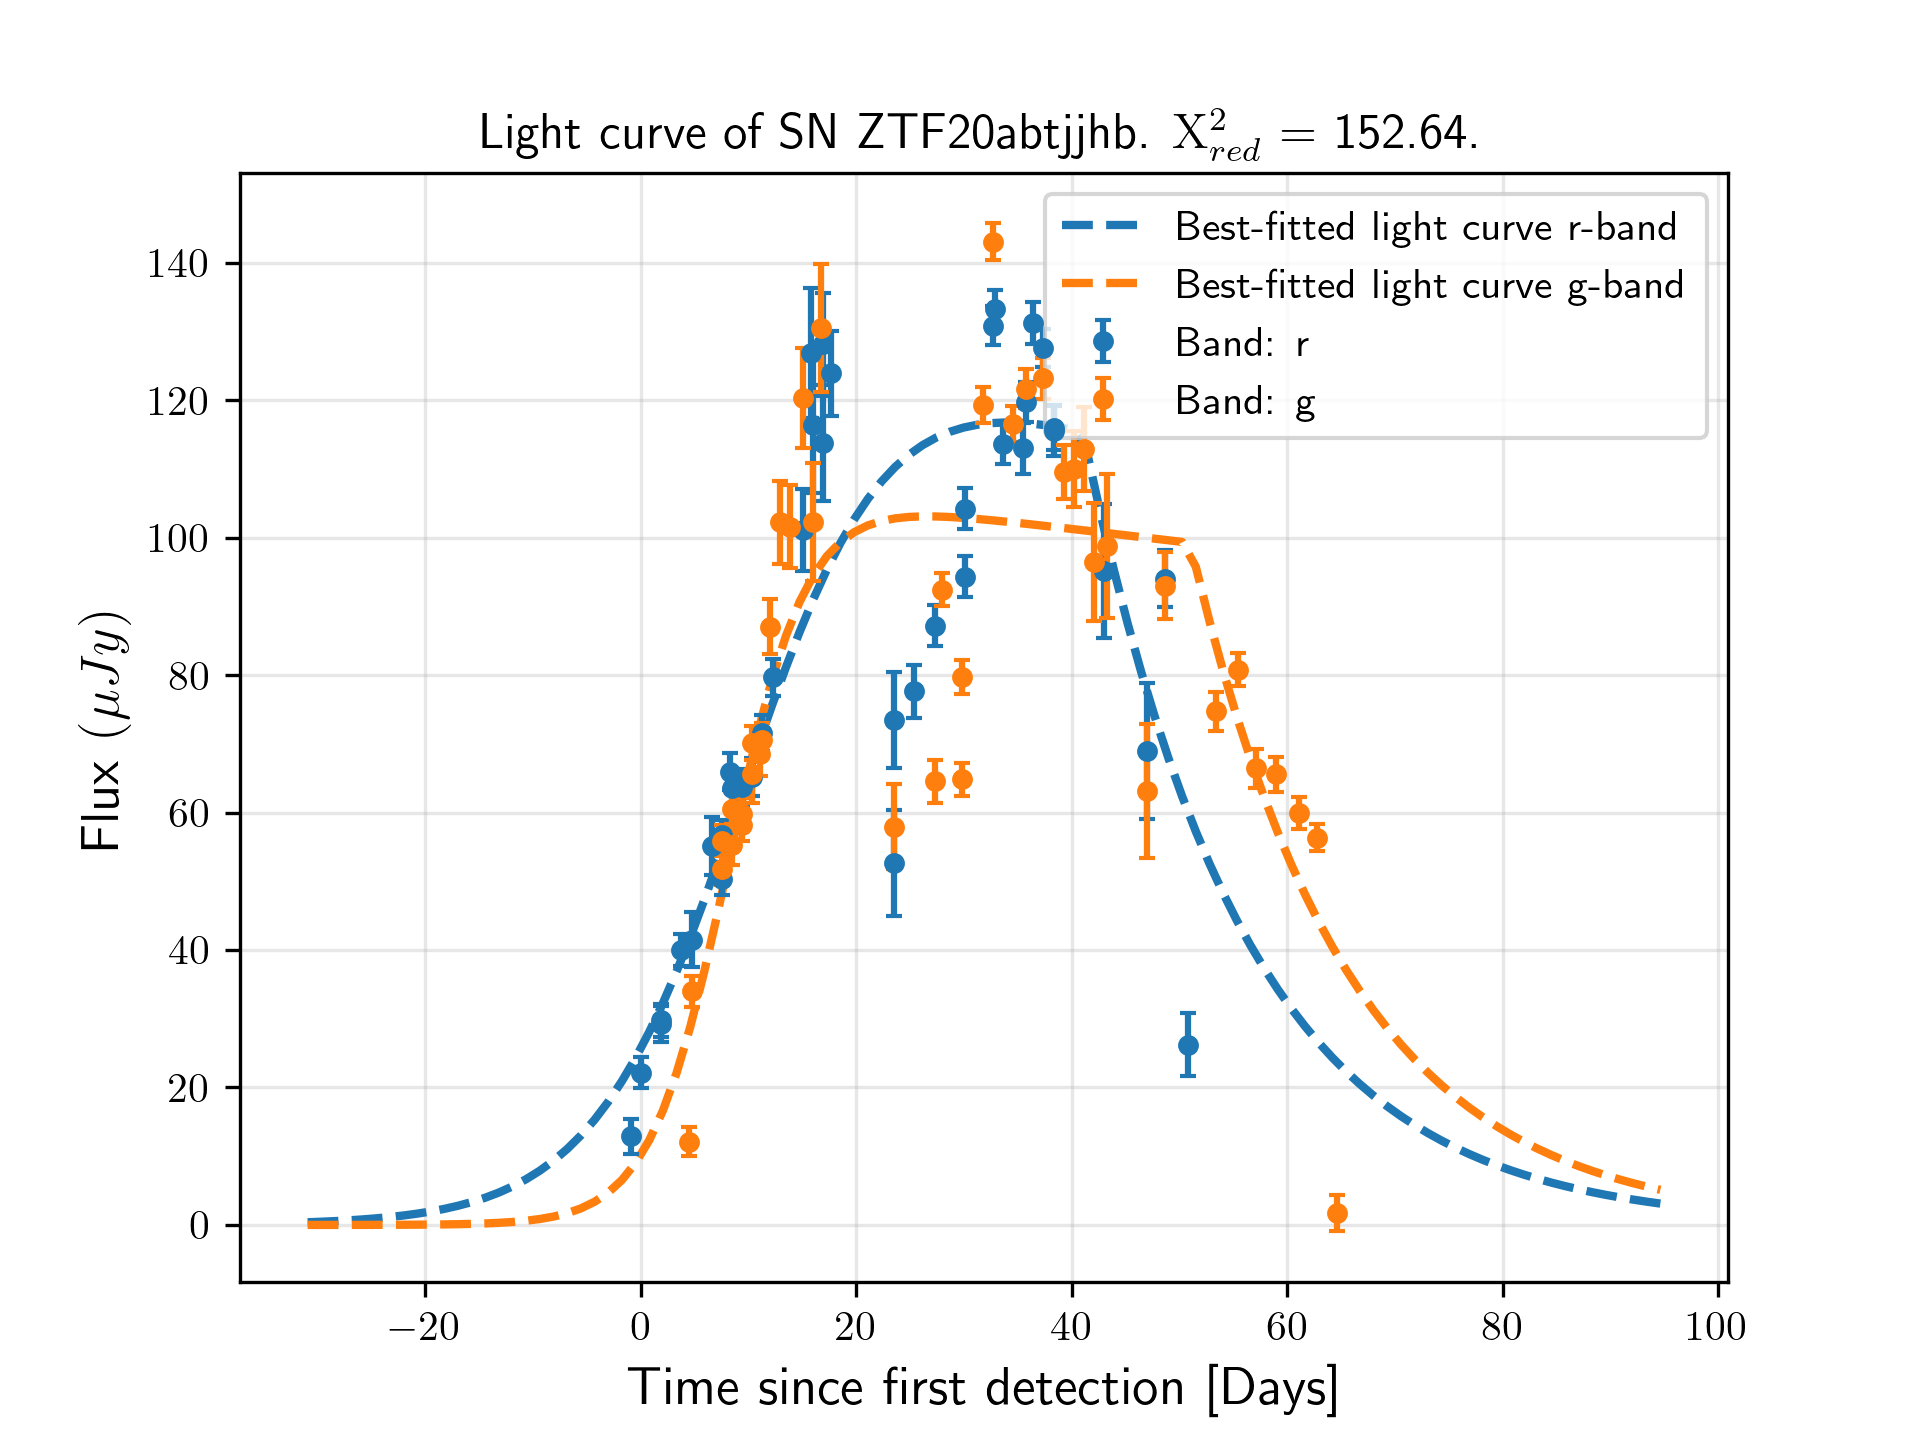 Light curve of SN ZTF20abtjjhb. X²_red = 152.64.
Best-fitted light curve r-band
Best-fitted light curve g-band
Band: r
Band: g
Flux (μJy)
140
120
100
80
60
40
20
0
−20 0 20 40 60 80 100
Time since first detection [Days]